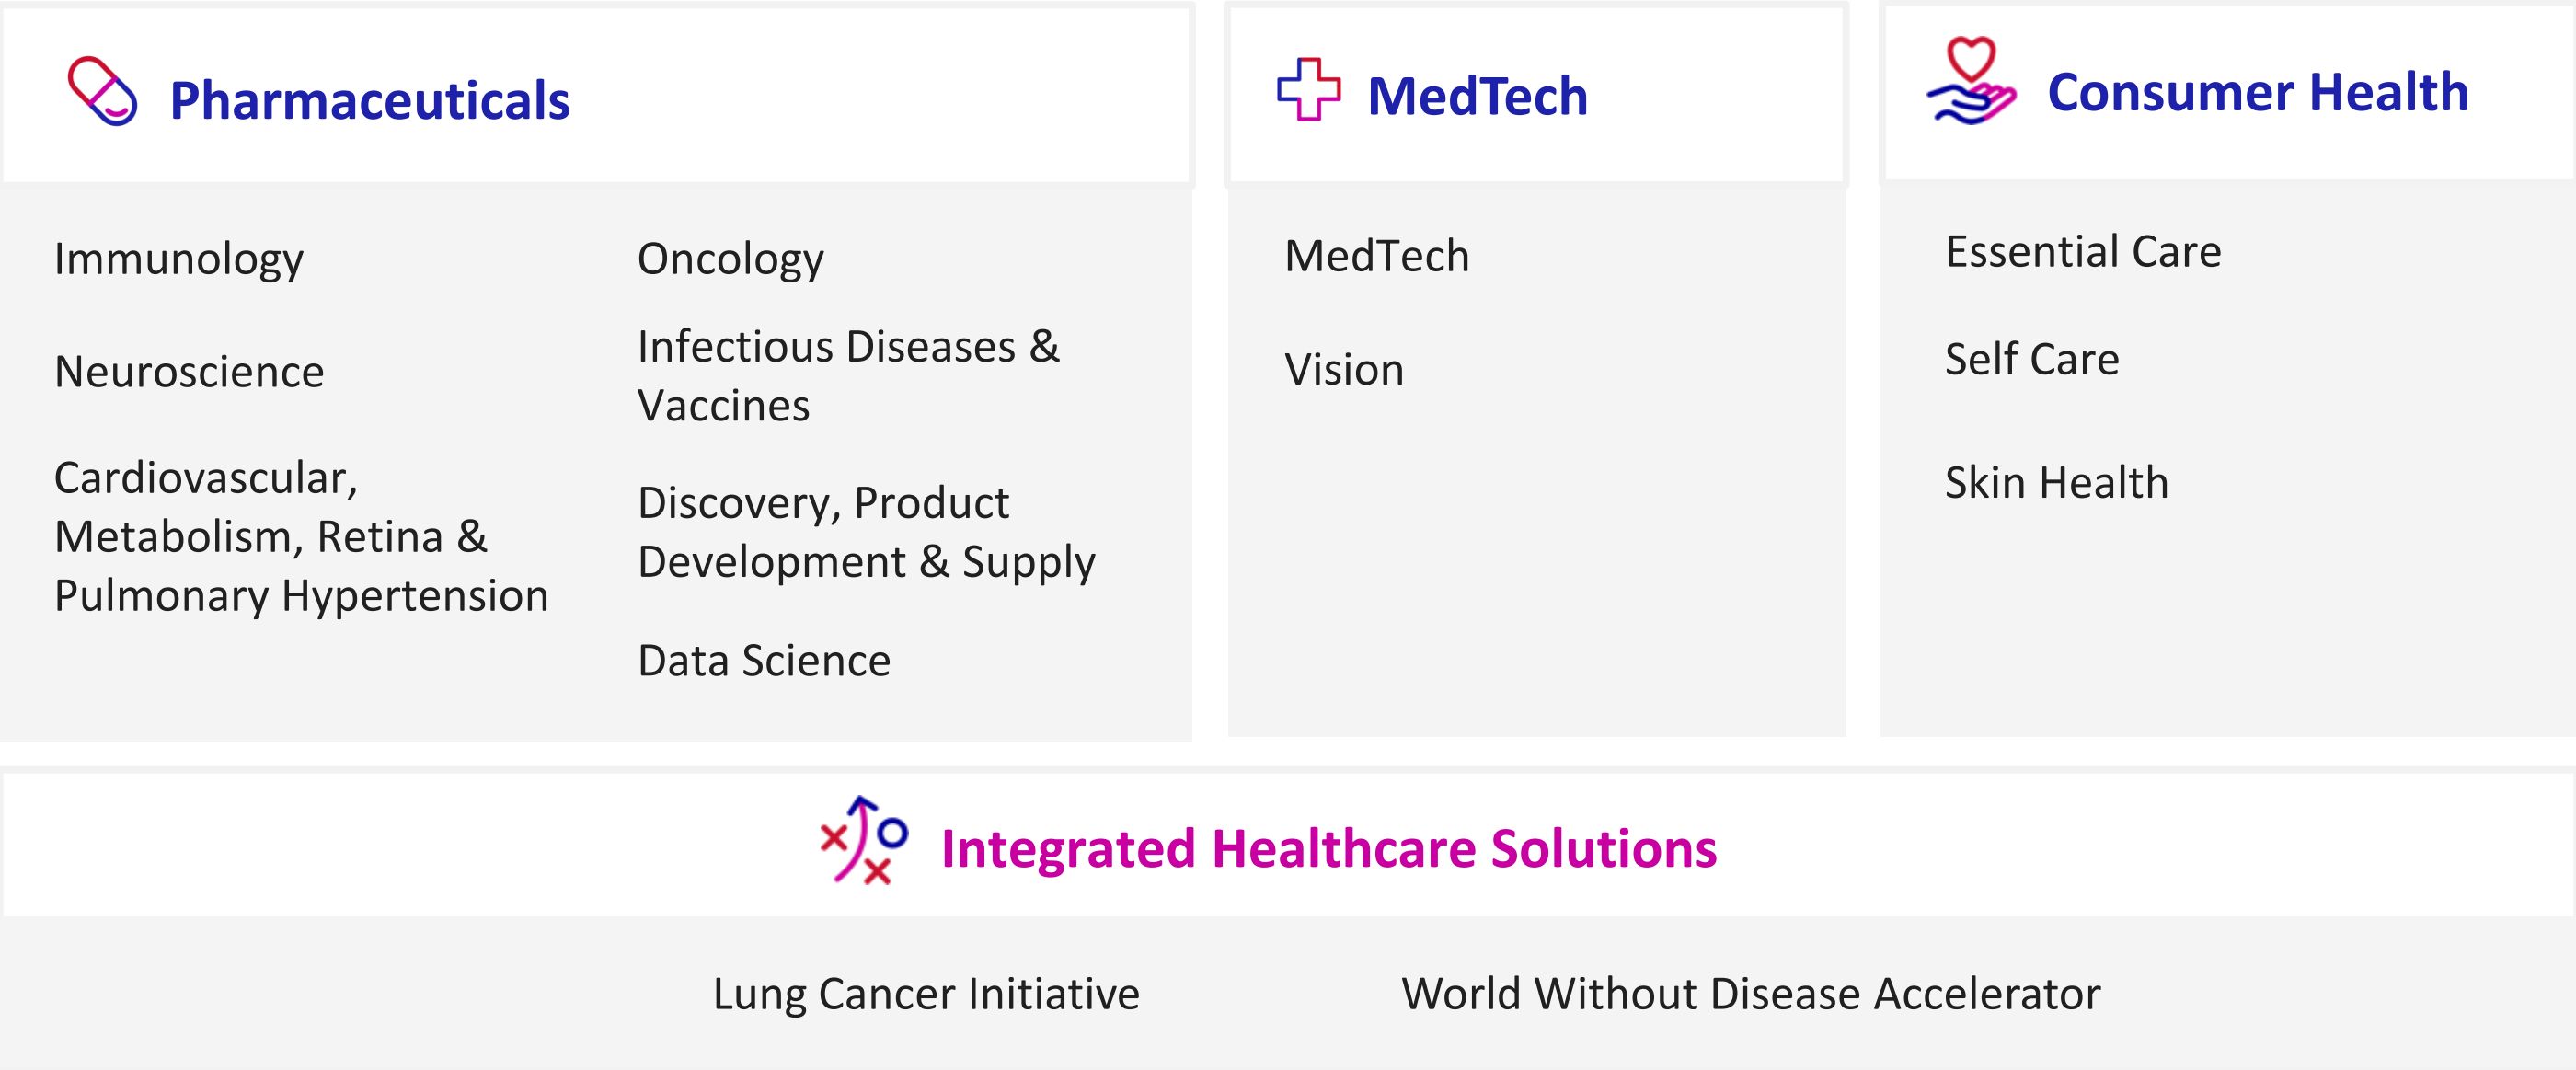 Pharmaceuticals
Immunology
Neuroscience
Cardiovascular,
Metabolism, Retina &
Pulmonary Hypertension
Oncology
Infectious Diseases &
Vaccines
Discovery, Product
Development & Supply
Data Science
MedTech
MedTech
Vision
Consumer Health
Essential Care
Self Care
Skin Health
Integrated Healthcare Solutions
Lung Cancer Initiative
World Without Disease Accelerator